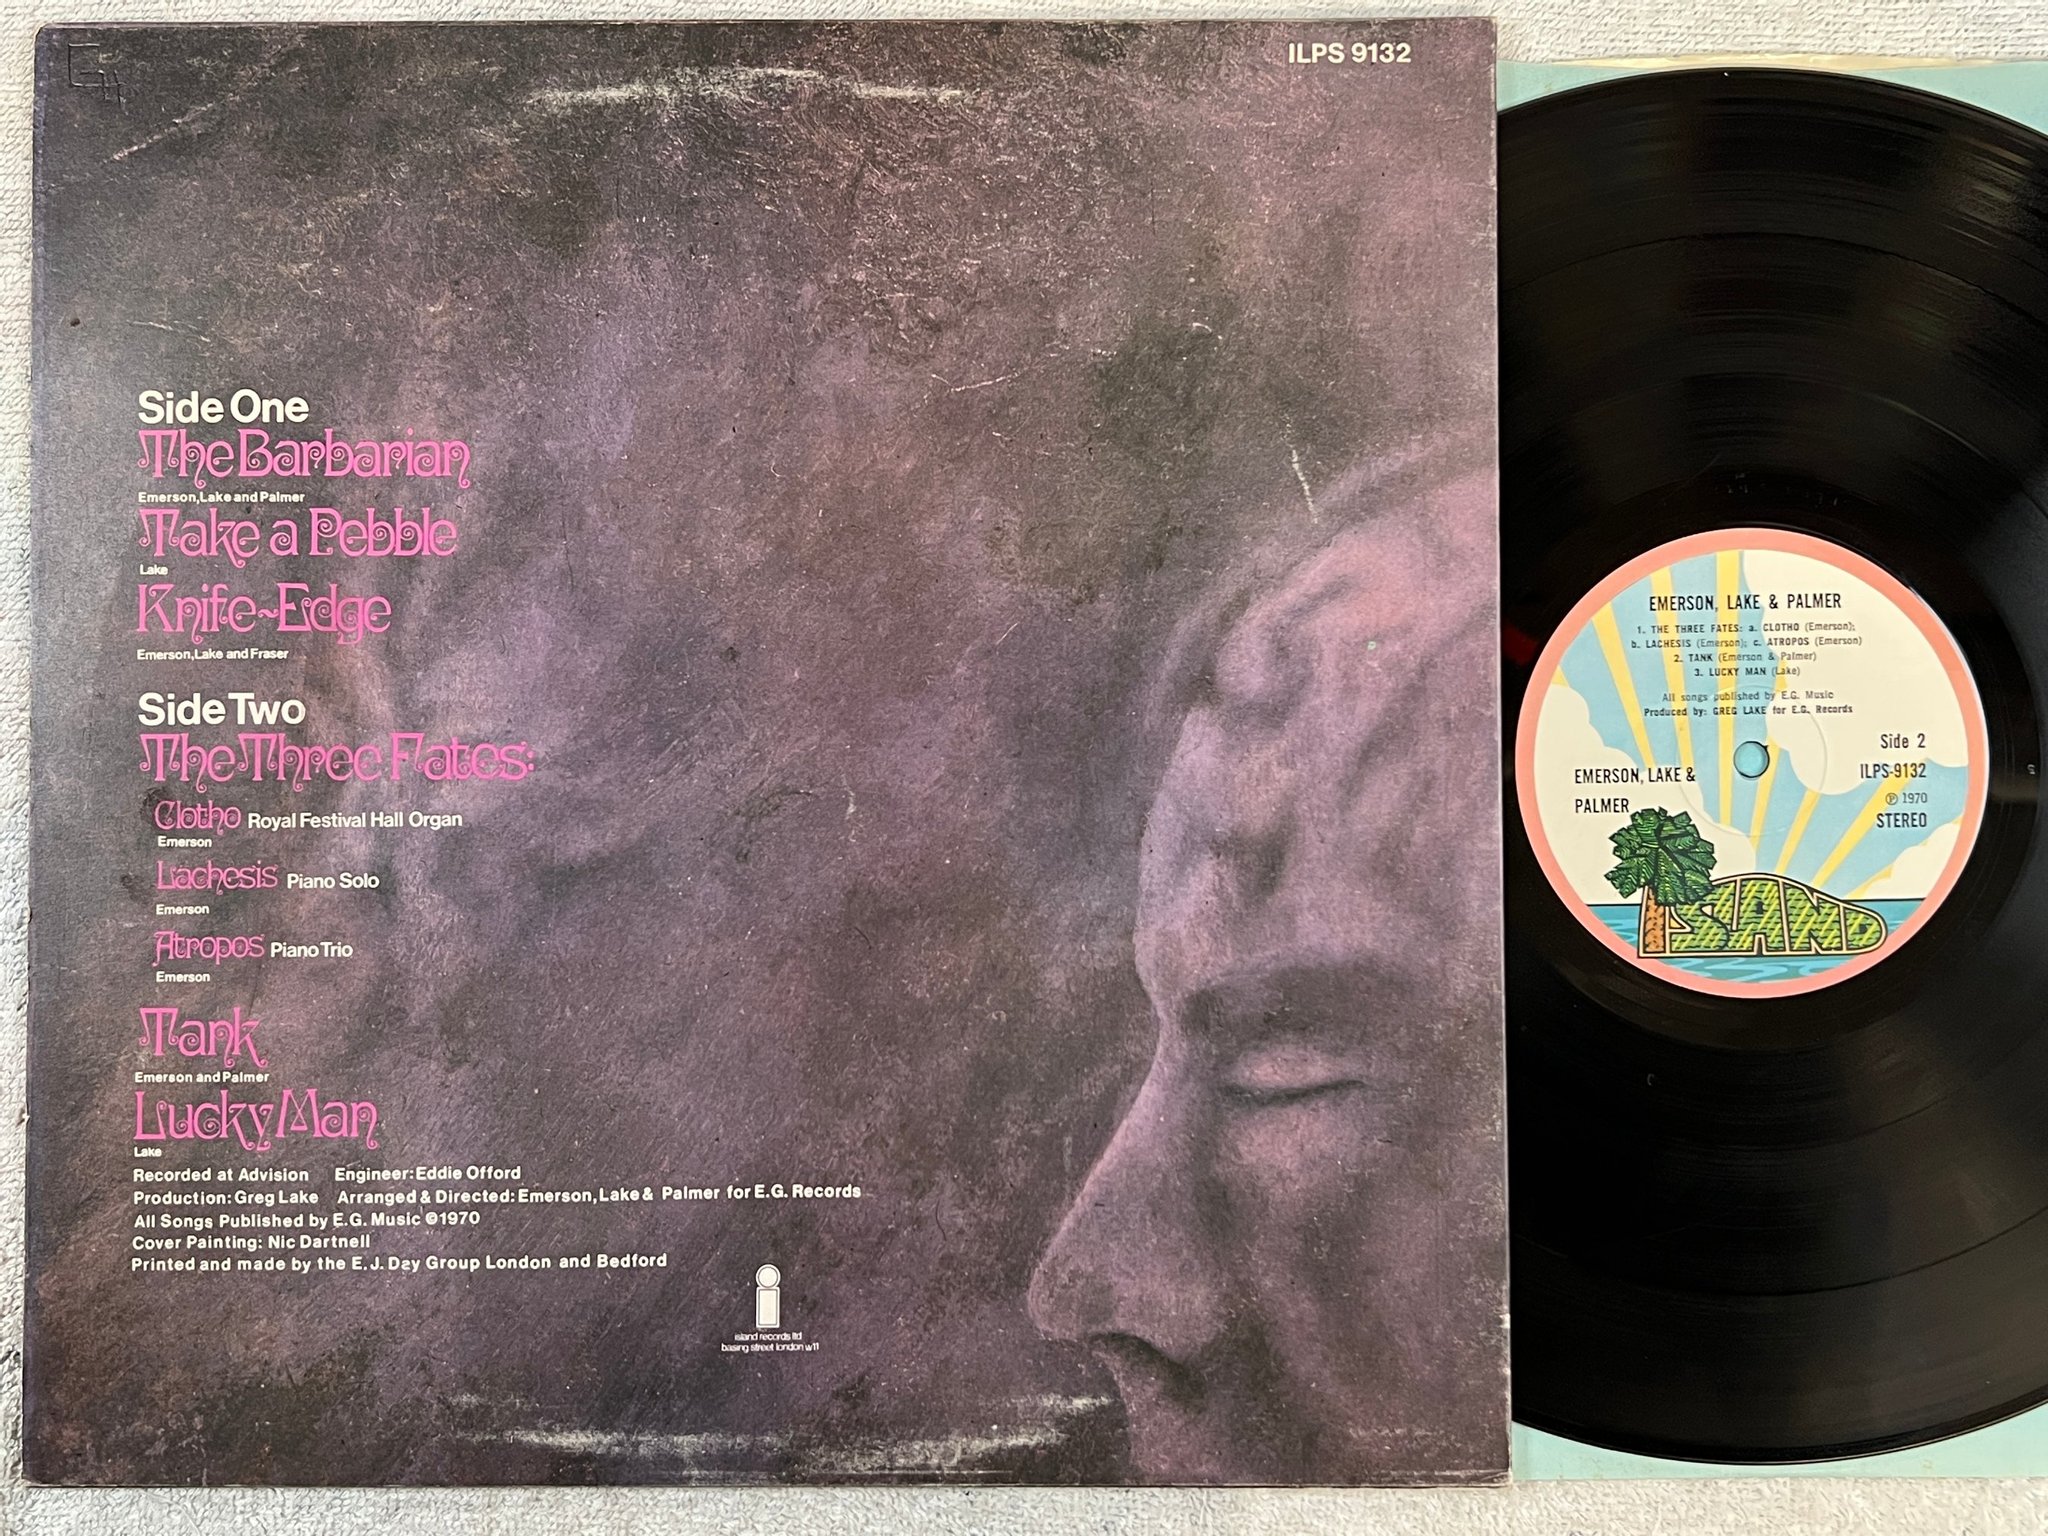 GH
ILPS 9132
Side One
The Barbarian
Emerson, Lake and Palmer
Take a Pebble
Lake
Knife~Edge
Emerson, Lake and Fraser
Side Two
The Three Fates:
Clotho Royal Festival Hall Organ
Emerson
Lachesis Piano Solo
Emerson
Atropos Piano Trio
Emerson
Tank
Emerson and Palmer
Lucky Man
Lake
Recorded at Advision Engineer: Eddie Offord
Production: Greg Lake Arranged & Directed: Emerson, Lake & Palmer for E.G. Records
All Songs Published by E.G. Music ©1970
Cover Painting: Nic Dartnell
Printed and made by the E.J. Day Group London and Bedford
i
island records ltd
basing street london w11
EMERSON, LAKE & PALMER
1. THE THREE FATES: a. CLOTHO (Emerson);
b. LACHESIS (Emerson); c. ATROPOS (Emerson)
2. TANK (Emerson & Palmer)
3. LUCKY MAN (Lake)
All songs published by E.G. Music
Produced by: GREG LAKE for E.G. Records
Side 2
EMERSON, LAKE &
PALMER
ILPS-9132
℗ 1970
STEREO
ISLAND